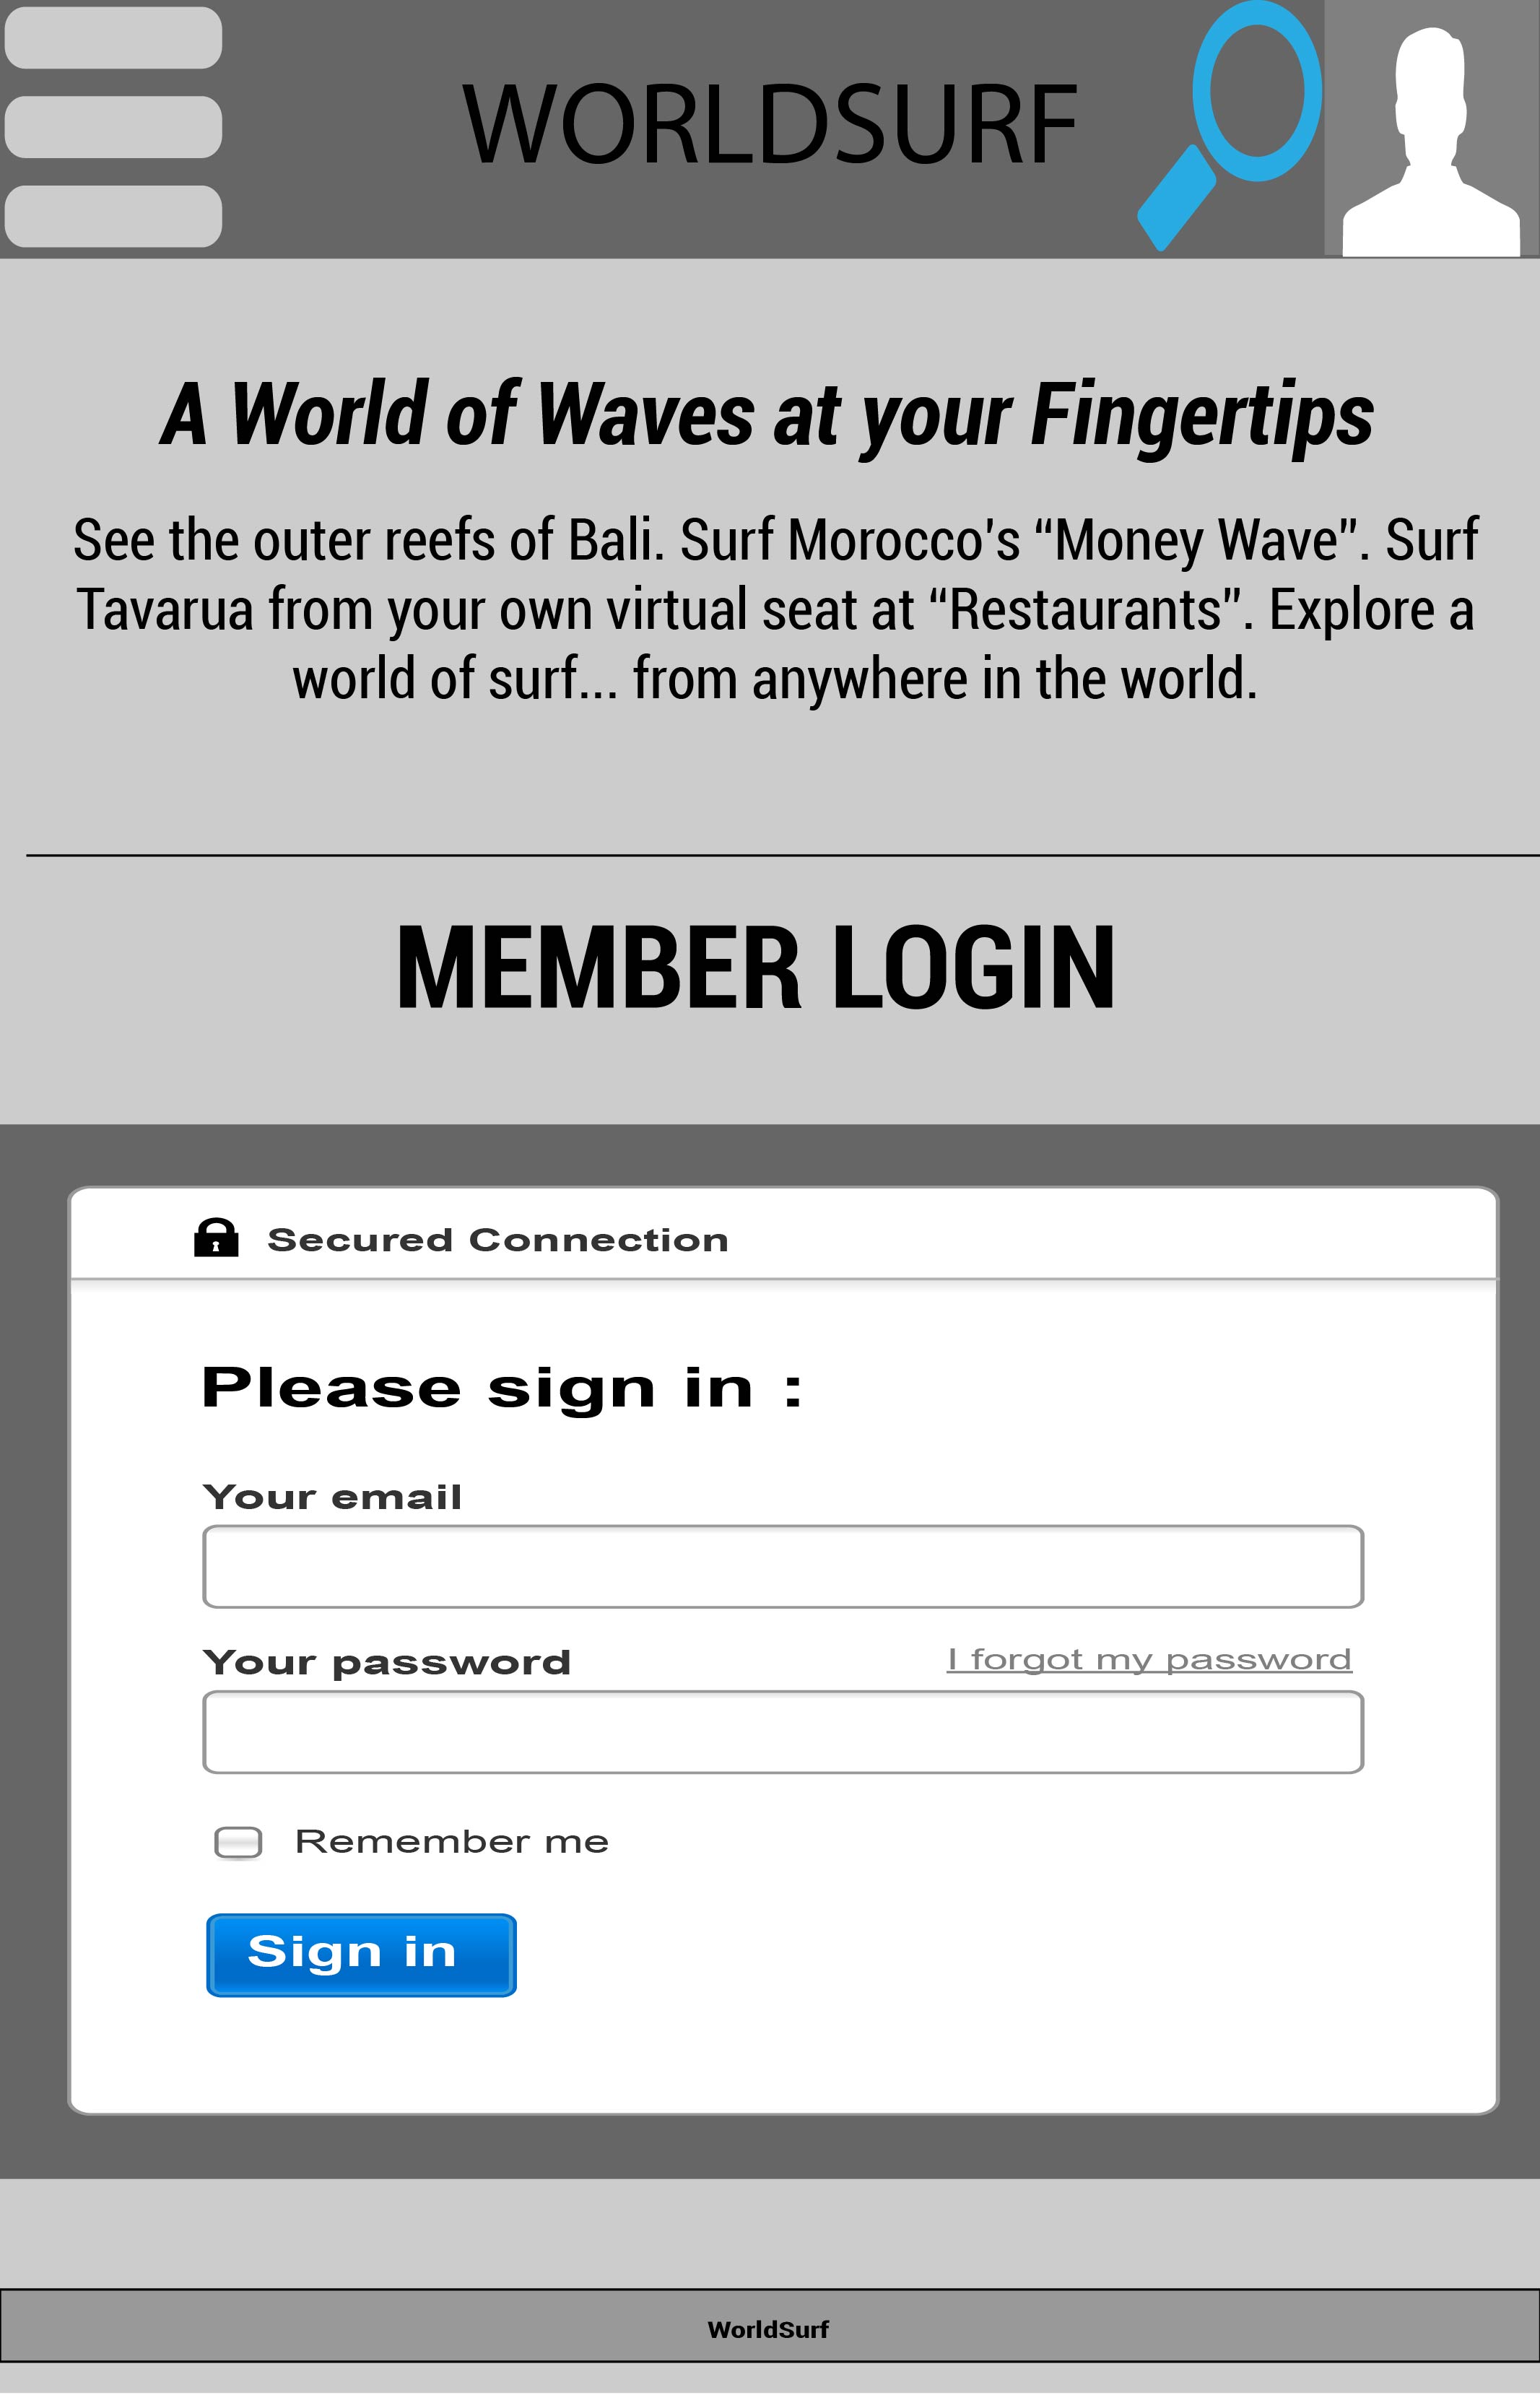 WORLDSURF
A World of Waves at your Fingertips
See the outer reefs of Bali. Surf Morocco’s “Money Wave”. Surf
Tavarua from your own virtual seat at “Restaurants”. Explore a
world of surf... from anywhere in the world.
MEMBER LOGIN
Secured Connection
Please sign in :
Your email
Your password
I forgot my password
Remember me
Sign in
WorldSurf